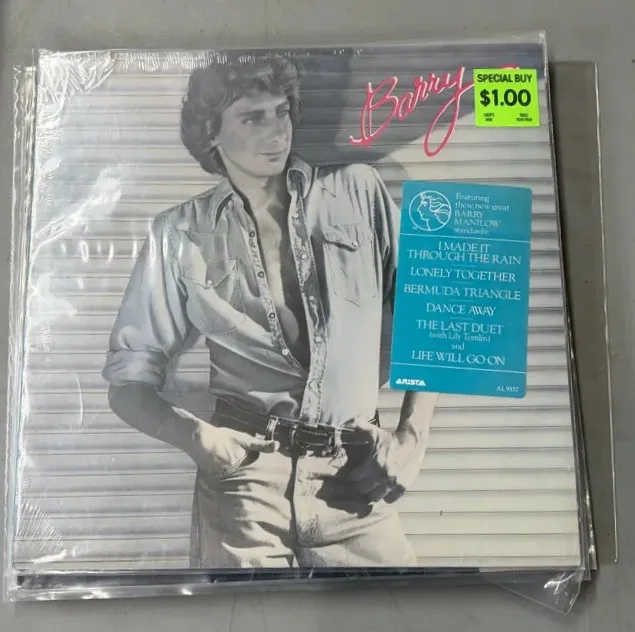 Barry
SPECIAL BUY
$1.00
Featuring
these new great
BARRY
MANILOW
standards:
I MADE IT
THROUGH THE RAIN
LONELY TOGETHER
BERMUDA TRIANGLE
DANCE AWAY
THE LAST DUET
(with Lily Tomlin)
and
LIFE WILL GO ON
ARISTA
AL 9537